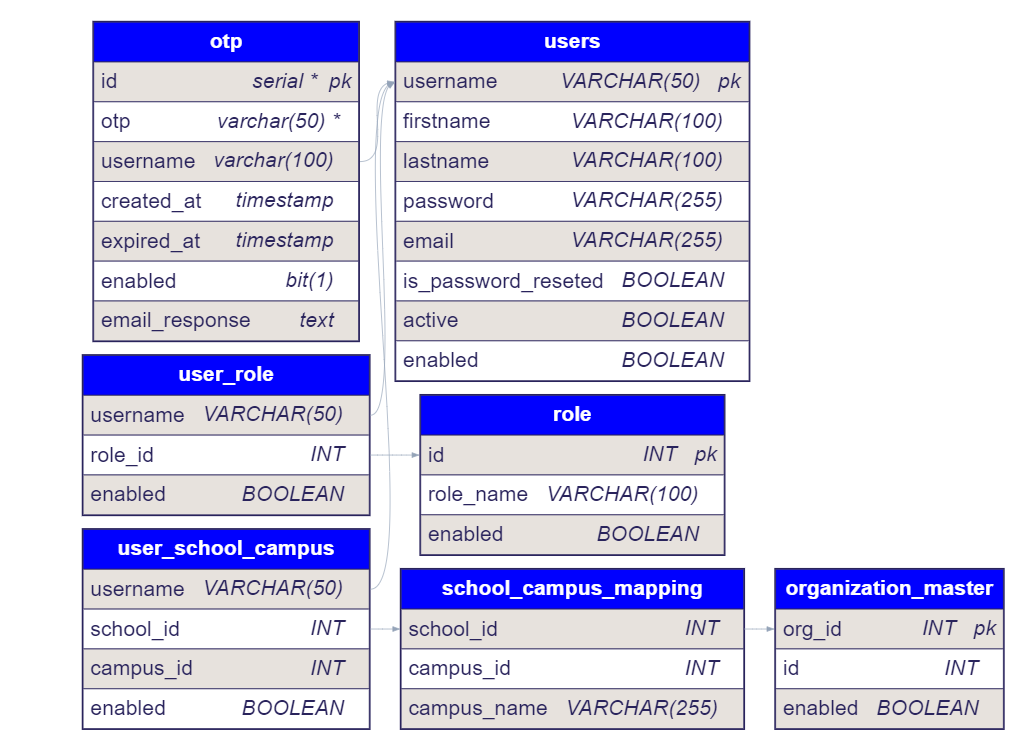 otp
id serial * pk
otp varchar(50) *
username varchar(100)
created_at timestamp
expired_at timestamp
enabled bit(1)
email_response text
users
username VARCHAR(50) pk
firstname VARCHAR(100)
lastname VARCHAR(100)
password VARCHAR(255)
email VARCHAR(255)
is_password_reseted BOOLEAN
active BOOLEAN
enabled BOOLEAN
user_role
username VARCHAR(50)
role_id INT
enabled BOOLEAN
role
id INT pk
role_name VARCHAR(100)
enabled BOOLEAN
user_school_campus
username VARCHAR(50)
school_id INT
campus_id INT
enabled BOOLEAN
school_campus_mapping
school_id INT
campus_id INT
campus_name VARCHAR(255)
organization_master
org_id INT pk
id INT
enabled BOOLEAN